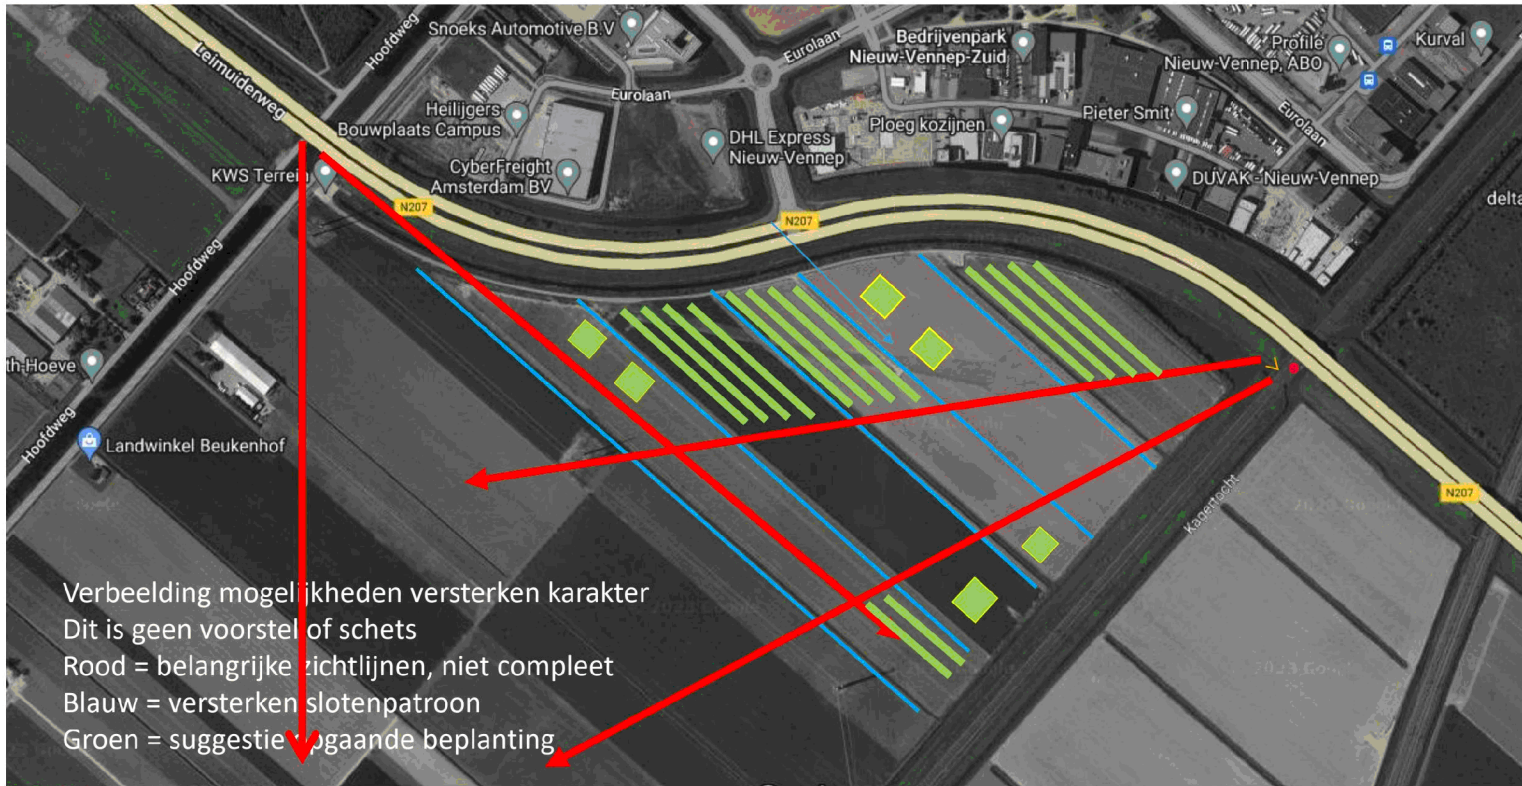 Snoeks Automotive B.V
Hoofdweg
Leimuiderweg
Eurolaan
Bedrijvenpark
Nieuw-Vennep-Zuid
Profile
Nieuw-Vennep, ABO
Kurval
Eurolaan
Heilijgers
Bouwplaats Campus
Ploeg kozijnen
Pieter Smit
Eurolaan
DHL Express
Nieuw-Vennep
CyberFreight
Amsterdam BV
KWS Terrein
DUVAK - Nieuw-Vennep
delta
N207
N207
Hoofdweg
th-Hoeve
Hoofdweg
Landwinkel Beukenhof
Kagertocht
N207
Verbeelding mogelijkheden versterken karakter
Dit is geen voorstel of schets
Rood = belangrijke zichtlijnen, niet compleet
Blauw = versterken slotenpatroon
Groen = suggestie opgaande beplanting